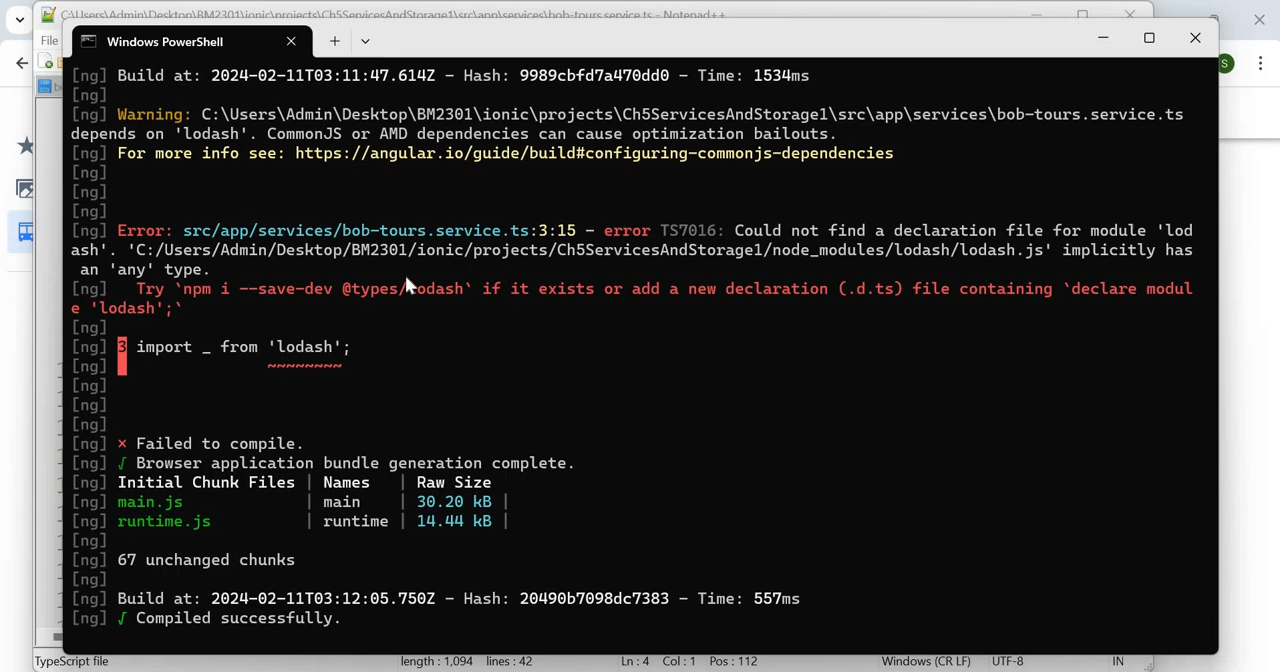 C:\Users\Admin\Desktop\BM2301\ionic\projects\Ch5ServicesAndStorage1\src\app\services\bob-tours.service.ts - Notepad++
File
Windows PowerShell
S
[ng] Build at: 2024-02-11T03:11:47.614Z - Hash: 9989cbfd7a470dd0 - Time: 1534ms
[ng]
[ng] Warning: C:\Users\Admin\Desktop\BM2301\ionic\projects\Ch5ServicesAndStorage1\src\app\services\bob-tours.service.ts
depends on 'lodash'. CommonJS or AMD dependencies can cause optimization bailouts.
[ng] For more info see: https://angular.io/guide/build#configuring-commonjs-dependencies
[ng]
[ng]
[ng]
[ng] Error: src/app/services/bob-tours.service.ts:3:15 - error TS7016: Could not find a declaration file for module 'lod
ash'. 'C:/Users/Admin/Desktop/BM2301/ionic/projects/Ch5ServicesAndStorage1/node_modules/lodash/lodash.js' implicitly has
an 'any' type.
[ng]   Try `npm i --save-dev @types/lodash` if it exists or add a new declaration (.d.ts) file containing `declare modul
e 'lodash';`
[ng]
[ng] 3 import _ from 'lodash';
[ng]                 ~~~~~~~~
[ng]
[ng]
[ng]
[ng] × Failed to compile.
[ng] √ Browser application bundle generation complete.
[ng] Initial Chunk Files | Names | Raw Size
[ng] main.js | main | 30.20 kB |
[ng] runtime.js | runtime | 14.44 kB |
[ng]
[ng] 67 unchanged chunks
[ng]
[ng] Build at: 2024-02-11T03:12:05.750Z - Hash: 20490b7098dc7383 - Time: 557ms
[ng] √ Compiled successfully.
TypeScript file length : 1,094 lines : 42 Ln : 4 Col : 1 Pos : 112 Windows (CR LF) UTF-8 IN